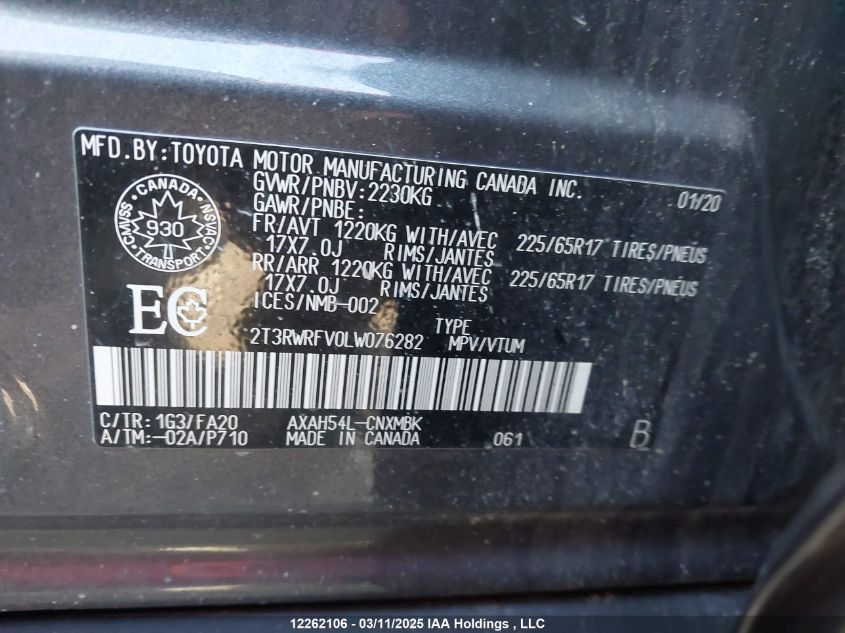 MFD.BY:TOYOTA MOTOR MANUFACTURING CANADA INC.
GVWR/PNBV:2230KG 01/20
GAWR/PNBE:
FR/AVT 1220KG WITH/AVEC 225/65R17 TIRES/PNEUS
17X7.0J RIMS/JANTES
RR/ARR 1220KG WITH/AVEC 225/65R17 TIRES/PNEUS
17X7.0J RIMS/JANTES
ICES/NMB-002
CANADA
CMVSS 930 NSVAC
TRANSPORT
EC
TYPE
2T3RWRFV0LW076282 MPV/VTUM
C/TR: 1G3/FA20 AXAH54L-CNXMBK
A/TM:-02A/P710 MADE IN CANADA 061 B
12262106 - 03/11/2025 IAA Holdings , LLC